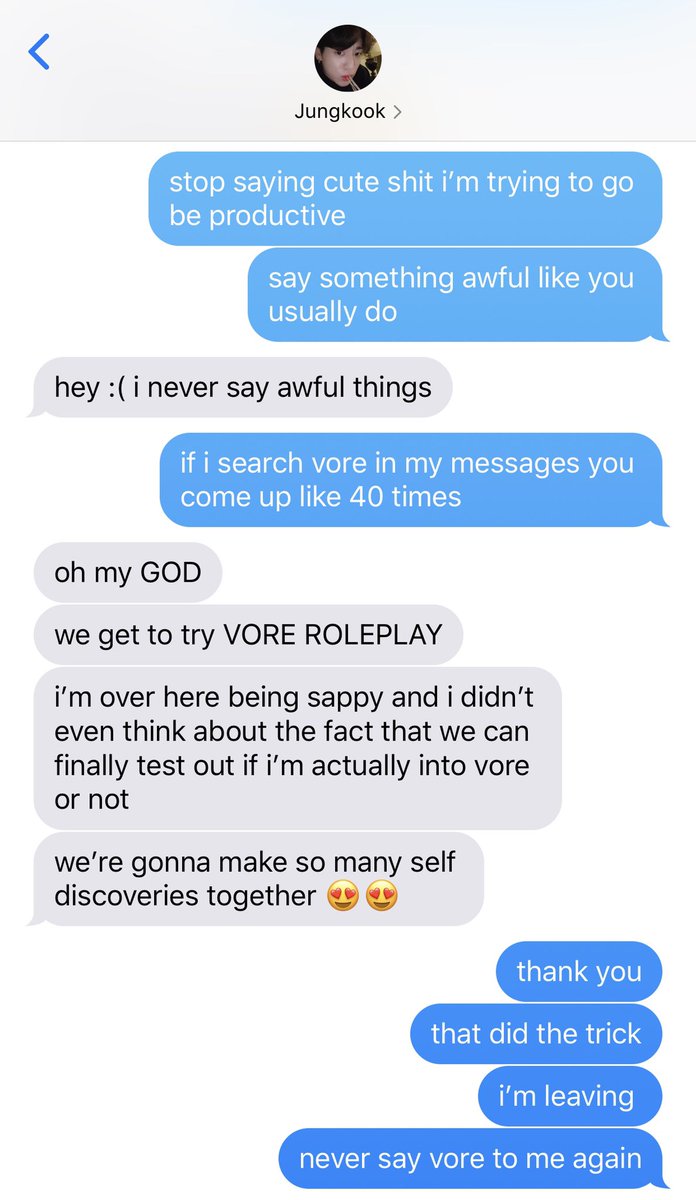 Jungkook
stop saying cute shit i’m trying to go
be productive
say something awful like you
usually do
hey :( i never say awful things
if i search vore in my messages you
come up like 40 times
oh my GOD
we get to try VORE ROLEPLAY
i’m over here being sappy and i didn’t
even think about the fact that we can
finally test out if i’m actually into vore
or not
we’re gonna make so many self
discoveries together 😍😍
thank you
that did the trick
i’m leaving
never say vore to me again